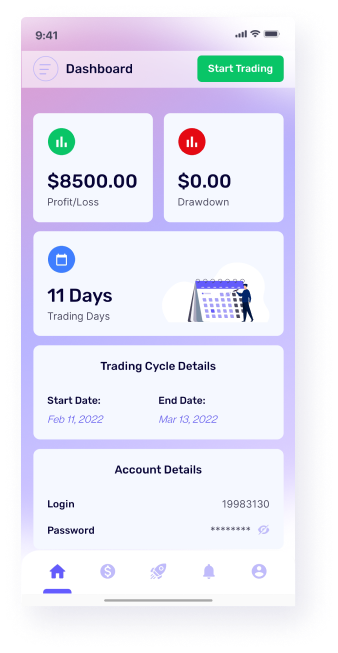 9:41
Dashboard
Start Trading
$8500.00
Profit/Loss
$0.00
Drawdown
11 Days
Trading Days
Trading Cycle Details
Start Date:
End Date:
Feb 11, 2022
Mar 13, 2022
Account Details
Login
19983130
Password
********